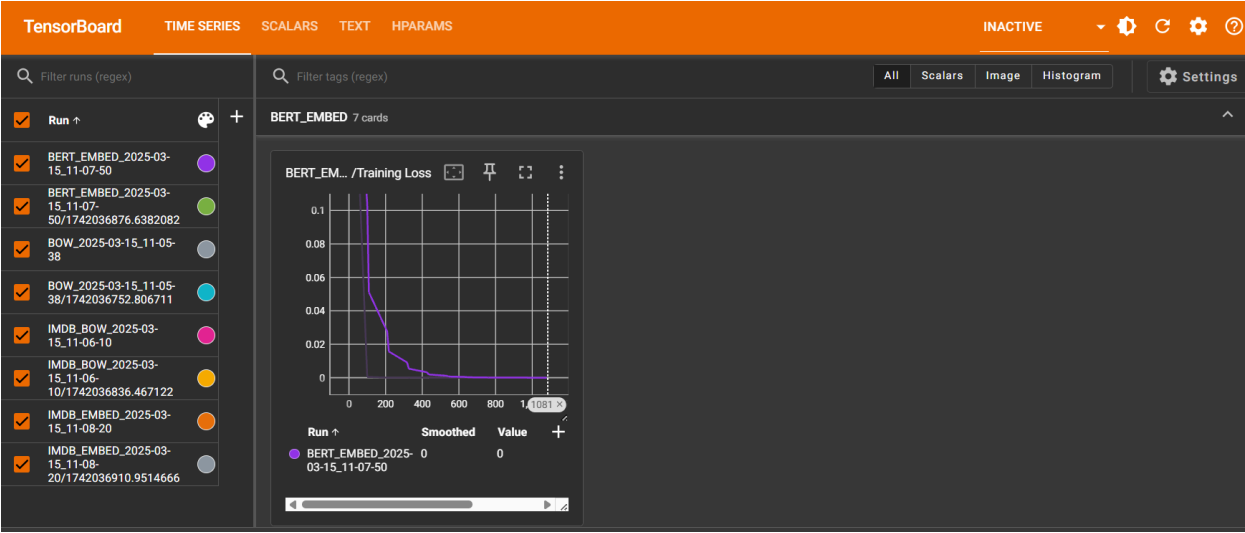 TensorBoard TIME SERIES SCALARS TEXT HPARAMS INACTIVE
Filter runs (regex)
Filter tags (regex)
All Scalars Image Histogram Settings
Run
BERT_EMBED_2025-03-
15_11-07-50
BERT_EMBED_2025-03-
15_11-07-
50/1742036876.6382082
BOW_2025-03-15_11-05-
38
BOW_2025-03-15_11-05-
38/1742036752.806711
IMDB_BOW_2025-03-
15_11-06-10
IMDB_BOW_2025-03-
15_11-06-
10/1742036836.467122
IMDB_EMBED_2025-03-
15_11-08-20
IMDB_EMBED_2025-03-
15_11-08-
20/1742036910.9514666
BERT_EMBED 7 cards
BERT_EM... /Training Loss
0.1
0.08
0.06
0.04
0.02
0
0 200 400 600 800 1, 1081 ×
Run Smoothed Value
BERT_EMBED_2025- 0 0
03-15_11-07-50